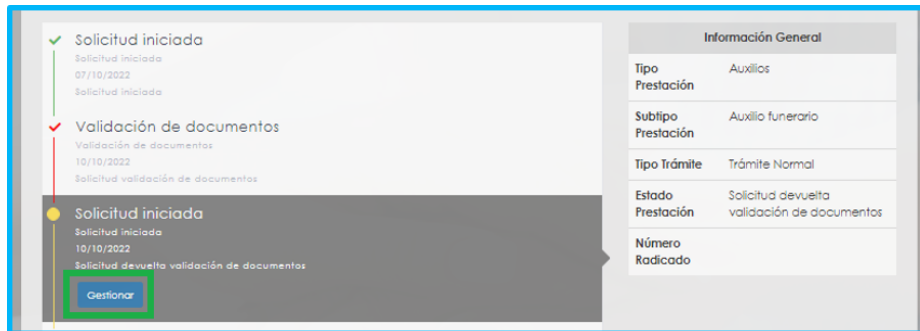 Solicitud iniciada
Solicitud iniciada
07/10/2022
Solicitud iniciada
Validación de documentos
Validación de documentos
10/10/2022
Solicitud validación de documentos
Solicitud iniciada
Solicitud iniciada
10/10/2022
Solicitud devuelta validación de documentos
Gestionar
Información General
Tipo Auxilios
Prestación
Subtipo Auxilio funerario
Prestación
Tipo Trámite Trámite Normal
Estado Solicitud devuelta
Prestación validación de documentos
Número
Radicado